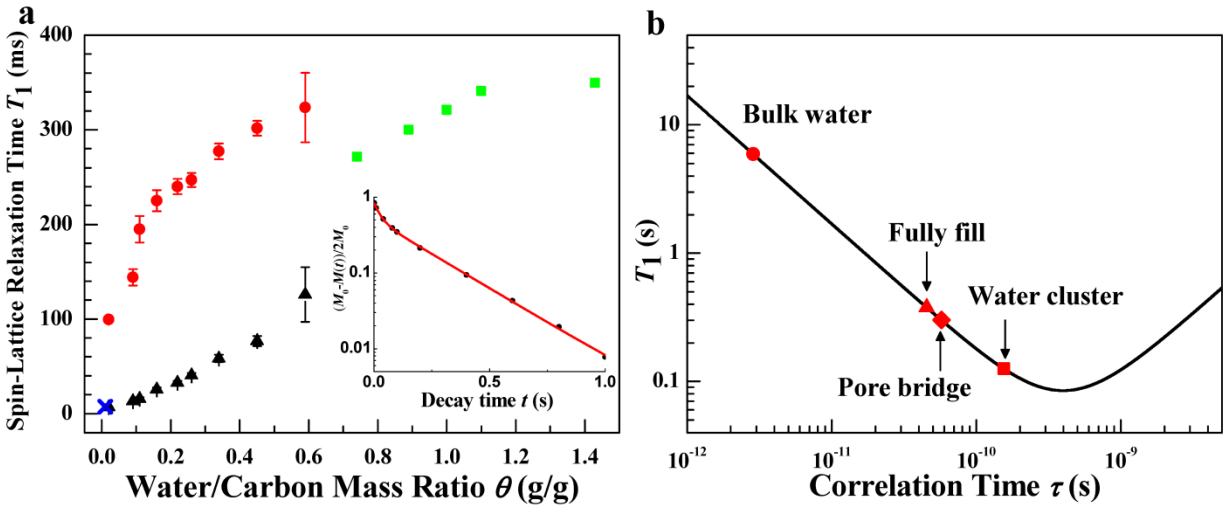 a
Spin-Lattice Relaxation Time T₁ (ms)
400
300
200
100
0
0.0 0.2 0.4 0.6 0.8 1.0 1.2 1.4
Water/Carbon Mass Ratio θ (g/g)
(M₀-M(t))/2M₀
1
0.1
0.01
0.0 0.5 1.0
Decay time t (s)
b
T₁ (s)
10
1
0.1
10⁻¹² 10⁻¹¹ 10⁻¹⁰ 10⁻⁹
Correlation Time τ (s)
Bulk water
Fully fill
Water cluster
Pore bridge